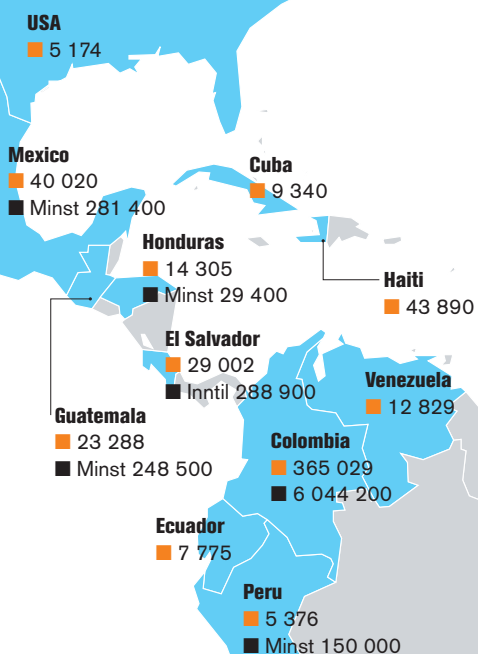 USA
5 174
Mexico
40 020
Minst 281 400
Cuba
9 340
Honduras
14 305
Minst 29 400
Haiti
43 890
El Salvador
29 002
Inntil 288 900
Venezuela
12 829
Guatemala
23 288
Minst 248 500
Colombia
365 029
6 044 200
Ecuador
7 775
Peru
5 376
Minst 150 000